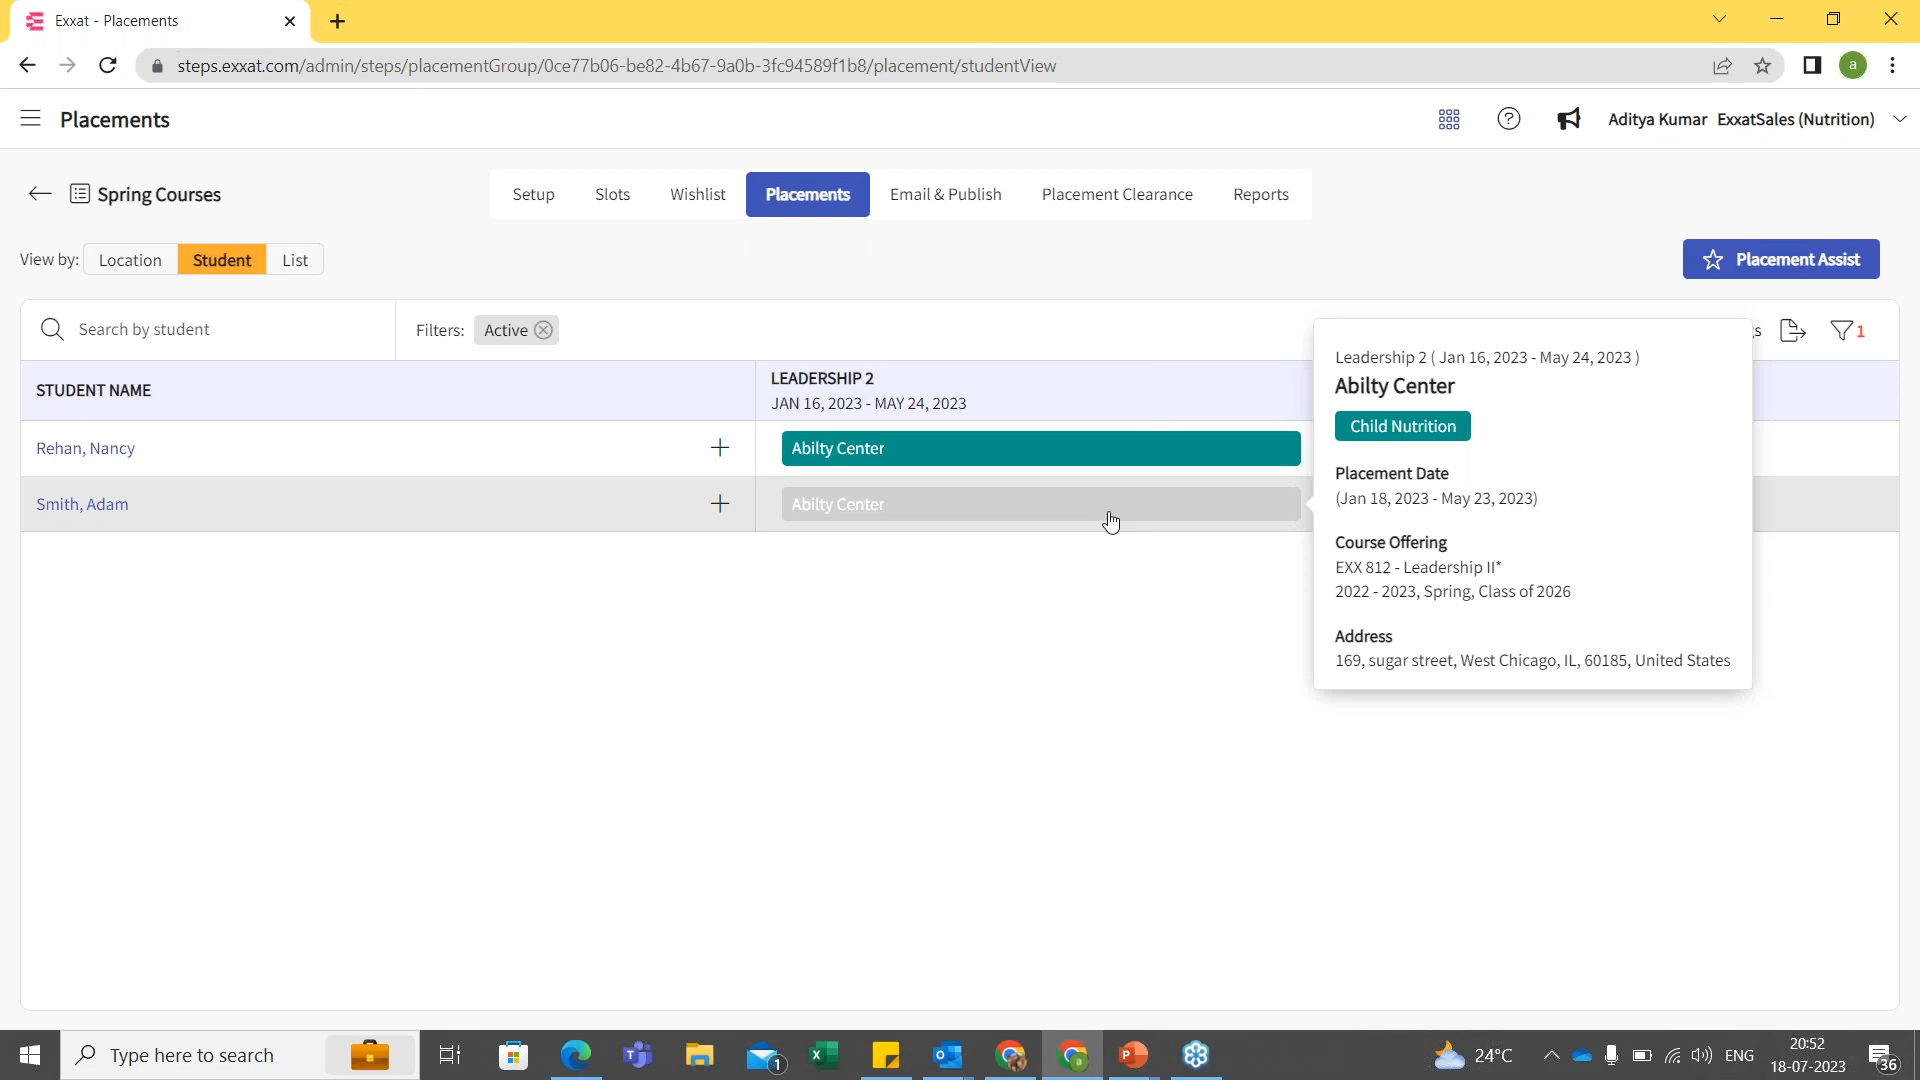 Exxat - Placements
steps.exxat.com/admin/steps/placementGroup/0ce77b06-be82-4b67-9a0b-3fc94589f1b8/placement/studentView
a
Placements
Aditya Kumar ExxatSales (Nutrition)
Spring Courses
Setup
Slots
Wishlist
Placements
Email & Publish
Placement Clearance
Reports
View by:
Location
Student
List
Placement Assist
Search by student
Filters:
Active
1
STUDENT NAME
LEADERSHIP 2
JAN 16, 2023 - MAY 24, 2023
Rehan, Nancy
Abilty Center
Smith, Adam
Abilty Center
Leadership 2 ( Jan 16, 2023 - May 24, 2023 )
Abilty Center
Child Nutrition
Placement Date
(Jan 18, 2023 - May 23, 2023)
Course Offering
EXX 812 - Leadership II*
2022 - 2023, Spring, Class of 2026
Address
169, sugar street, West Chicago, IL, 60185, United States
Type here to search
1
24°C
ENG
20:52
18-07-2023
36